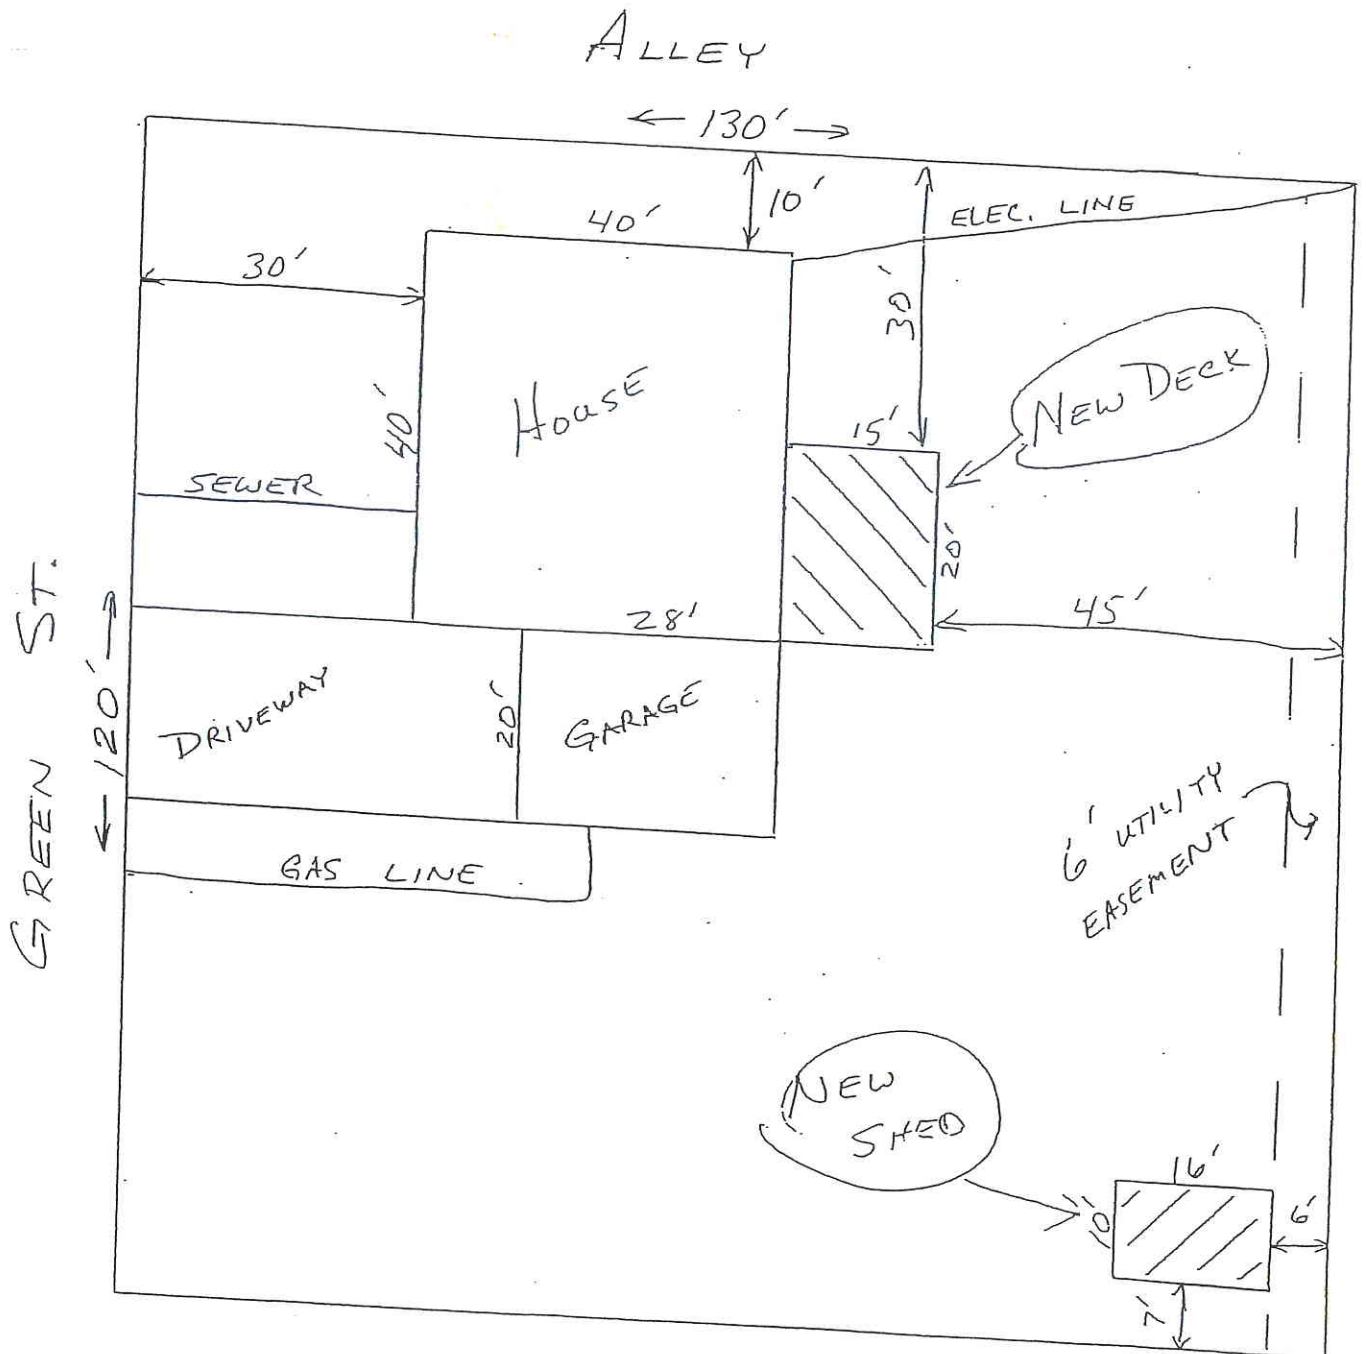 ALLEY
130'
10'
40'
ELEC. LINE
30'
30'
NEW DECK
HOUSE
40'
15'
SEWER
20'
GREEN ST.
120'
28'
45'
DRIVEWAY
20'
GARAGE
6' UTILITY
EASEMENT
GAS LINE
NEW
SHED
16'
10'
6'
7'